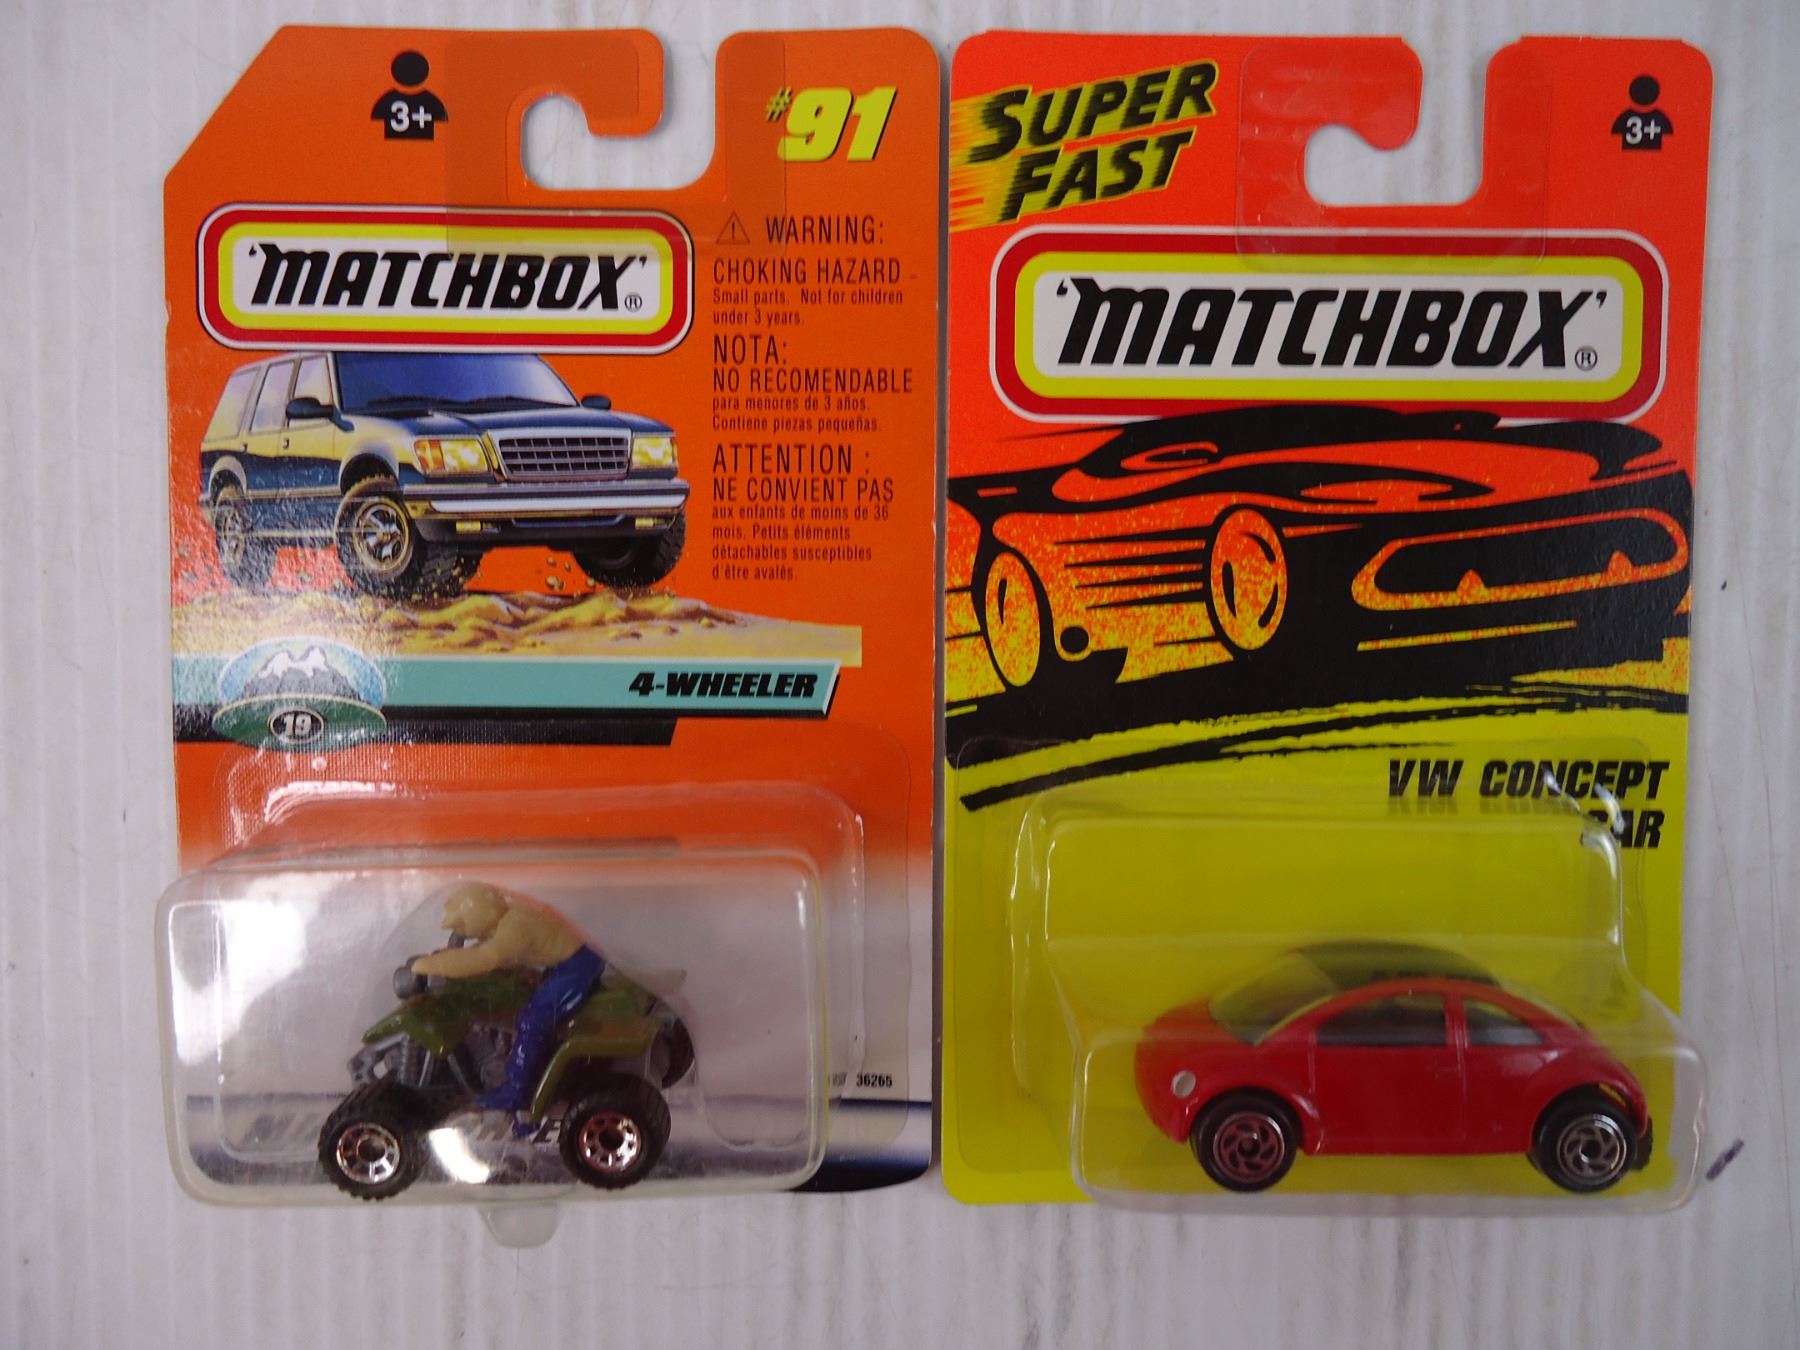 3+
#91
'MATCHBOX'®
WARNING:
CHOKING HAZARD -
Small parts. Not for children
under 3 years.
NOTA:
NO RECOMENDABLE
para menores de 3 años.
Contiene piezas pequeñas.
ATTENTION :
NE CONVIENT PAS
aux enfants de moins de 36
mois. Petits éléments
détachables susceptibles
d'être avalés.
4-WHEELER
19
36265
SUPER
FAST
3+
'MATCHBOX'®
VW CONCEPT
CAR